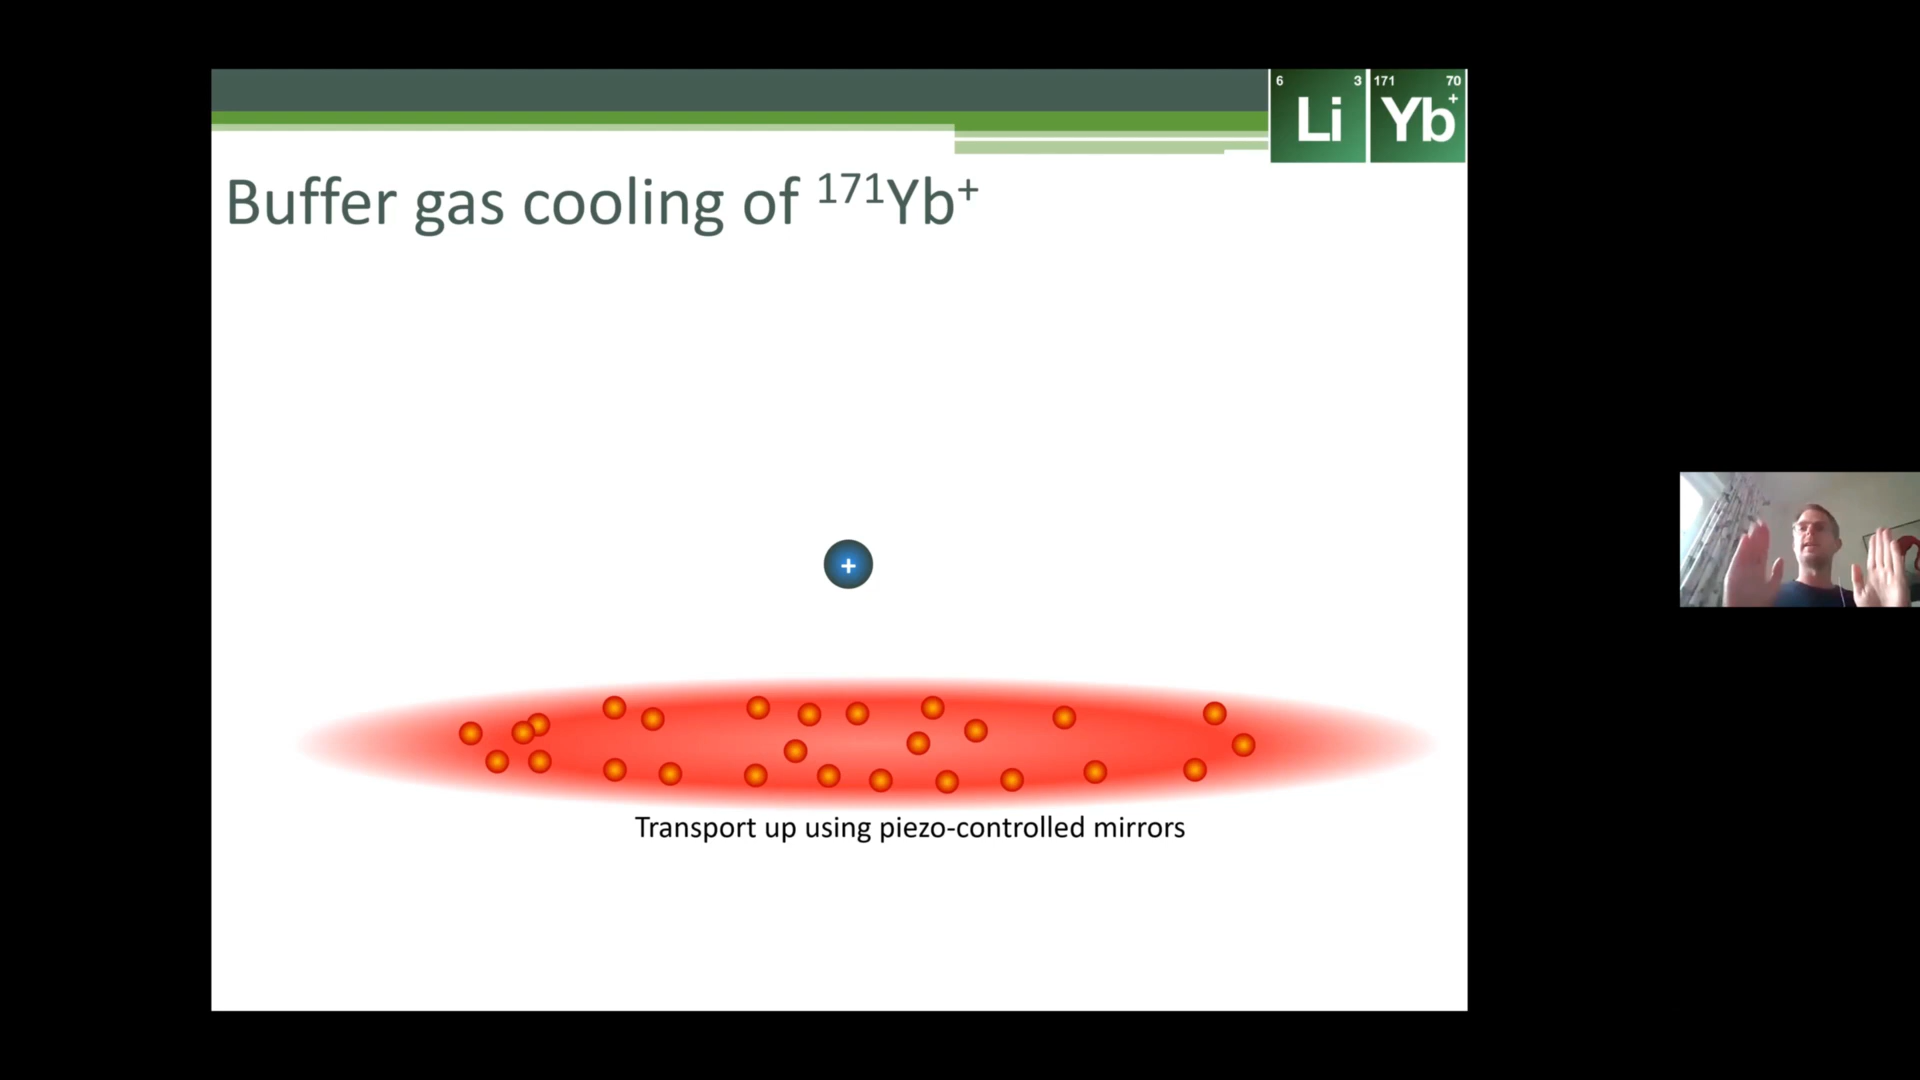 6 3 171 70
Li Yb+
Buffer gas cooling of ¹⁷¹Yb⁺
+
Transport up using piezo-controlled mirrors